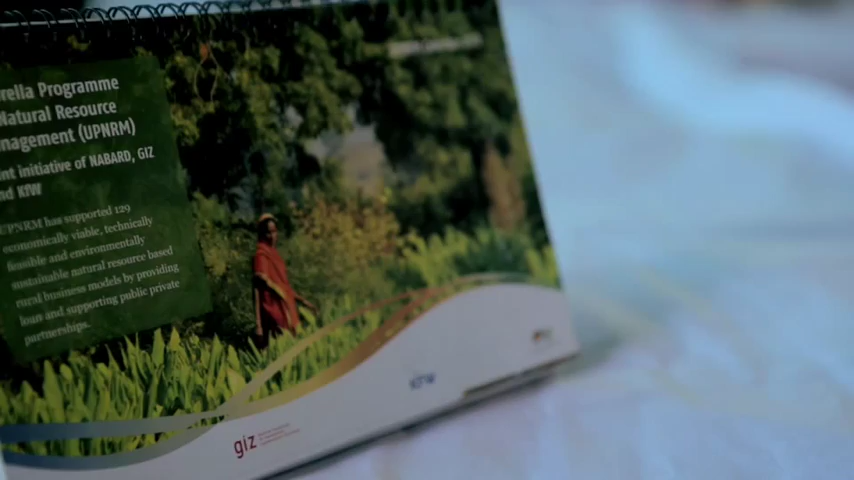 rella Programme
Natural Resource
nagement (UPNRM)
int initiative of NABARD, GIZ
nd KfW
UPNRM has supported 129
economically viable, technically
feasible and environmentally
sustainable natural resource based
rural business models by providing
loan and supporting public private
partnerships.
giz
KfW